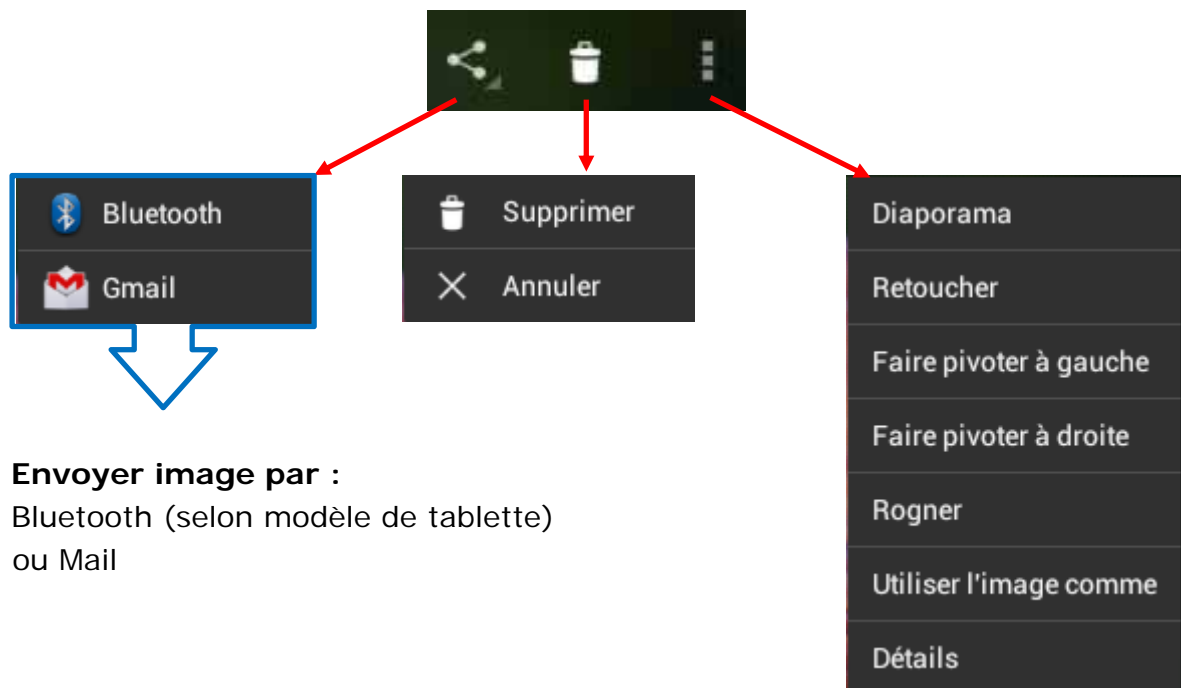 Bluetooth
Gmail
Supprimer
Annuler
Diaporama
Retoucher
Faire pivoter à gauche
Faire pivoter à droite
Rogner
Utiliser l'image comme
Détails
Envoyer image par :
Bluetooth (selon modèle de tablette)
ou Mail